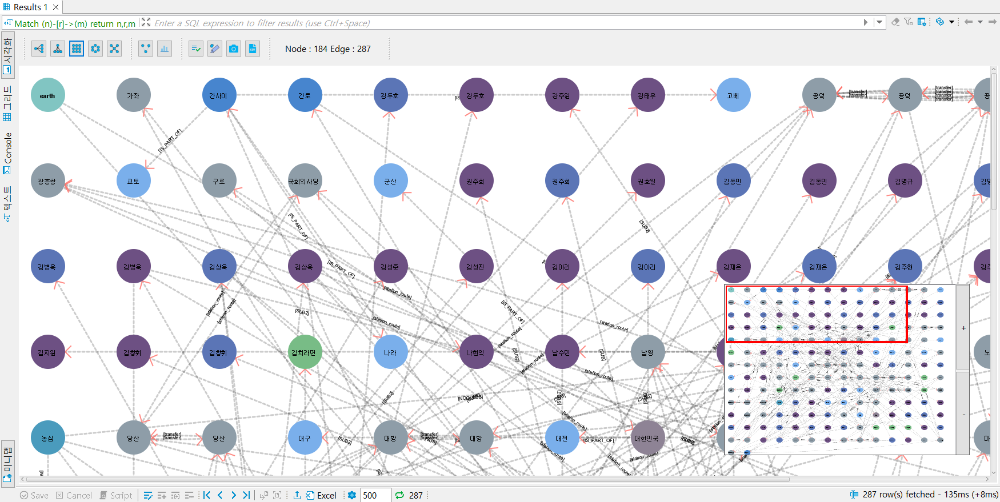 Results 1
Match (n)-[r]->(m) return n,r,m
Enter a SQL expression to filter results (use Ctrl+Space)
시각화
그리드
Console
텍스트
미니맵
Node : 184 Edge : 287
earth
가좌
간사이
간토
강두호
강두호
강주원
강태우
고베
공덕
공덕
공
[transfer]
[transfer]
[transfer]
[transfer]
[transfer]
[transfer]
[IS_PART_OF]
광흥창
교토
구로
국회의사당
군산
권주희
권주희
권호일
김동민
김동민
김명규
[IS_PART_OF]
[SUB2]
김병욱
김병욱
김상욱
김상욱
김성준
김성진
김아리
김아리
김재은
김재은
김주현
[IS_PART_OF]
[station_route]
[station_route]
[station_route]
[SUB2]
[station_route]
[IS_PART_OF]
[station_route]
김지원
김창휘
김창휘
김치라면
나라
나현익
남수민
남영
노
[station_route]
[SUB2]
[SUB]
[station_route]
[station_route]
[SUB2]
[station_route]
농심
당산
당산
대구
대방
대방
대전
대한민국
마
[transfer]
[transfer]
[SUB2]
[transfer]
[transfer]
[SUB]
[IS_PART_OF]
[station_route]
[station_route]
[station_route]
+
-
Save
Cancel
Script
Excel
500
287
287 row(s) fetched - 135ms (+8ms)